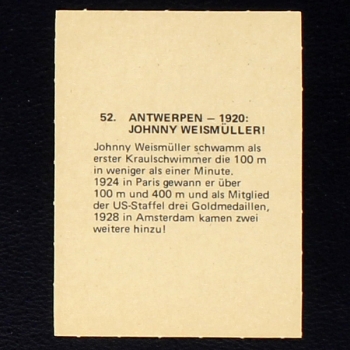 52. ANTWERPEN – 1920:
JOHNNY WEISMÜLLER!
Johnny Weismüller schwamm als
erster Kraulschwimmer die 100 m
in weniger als einer Minute.
1924 in Paris gewann er über
100 m und 400 m und als Mitglied
der US-Staffel drei Goldmedaillen,
1928 in Amsterdam kamen zwei
weitere hinzu!